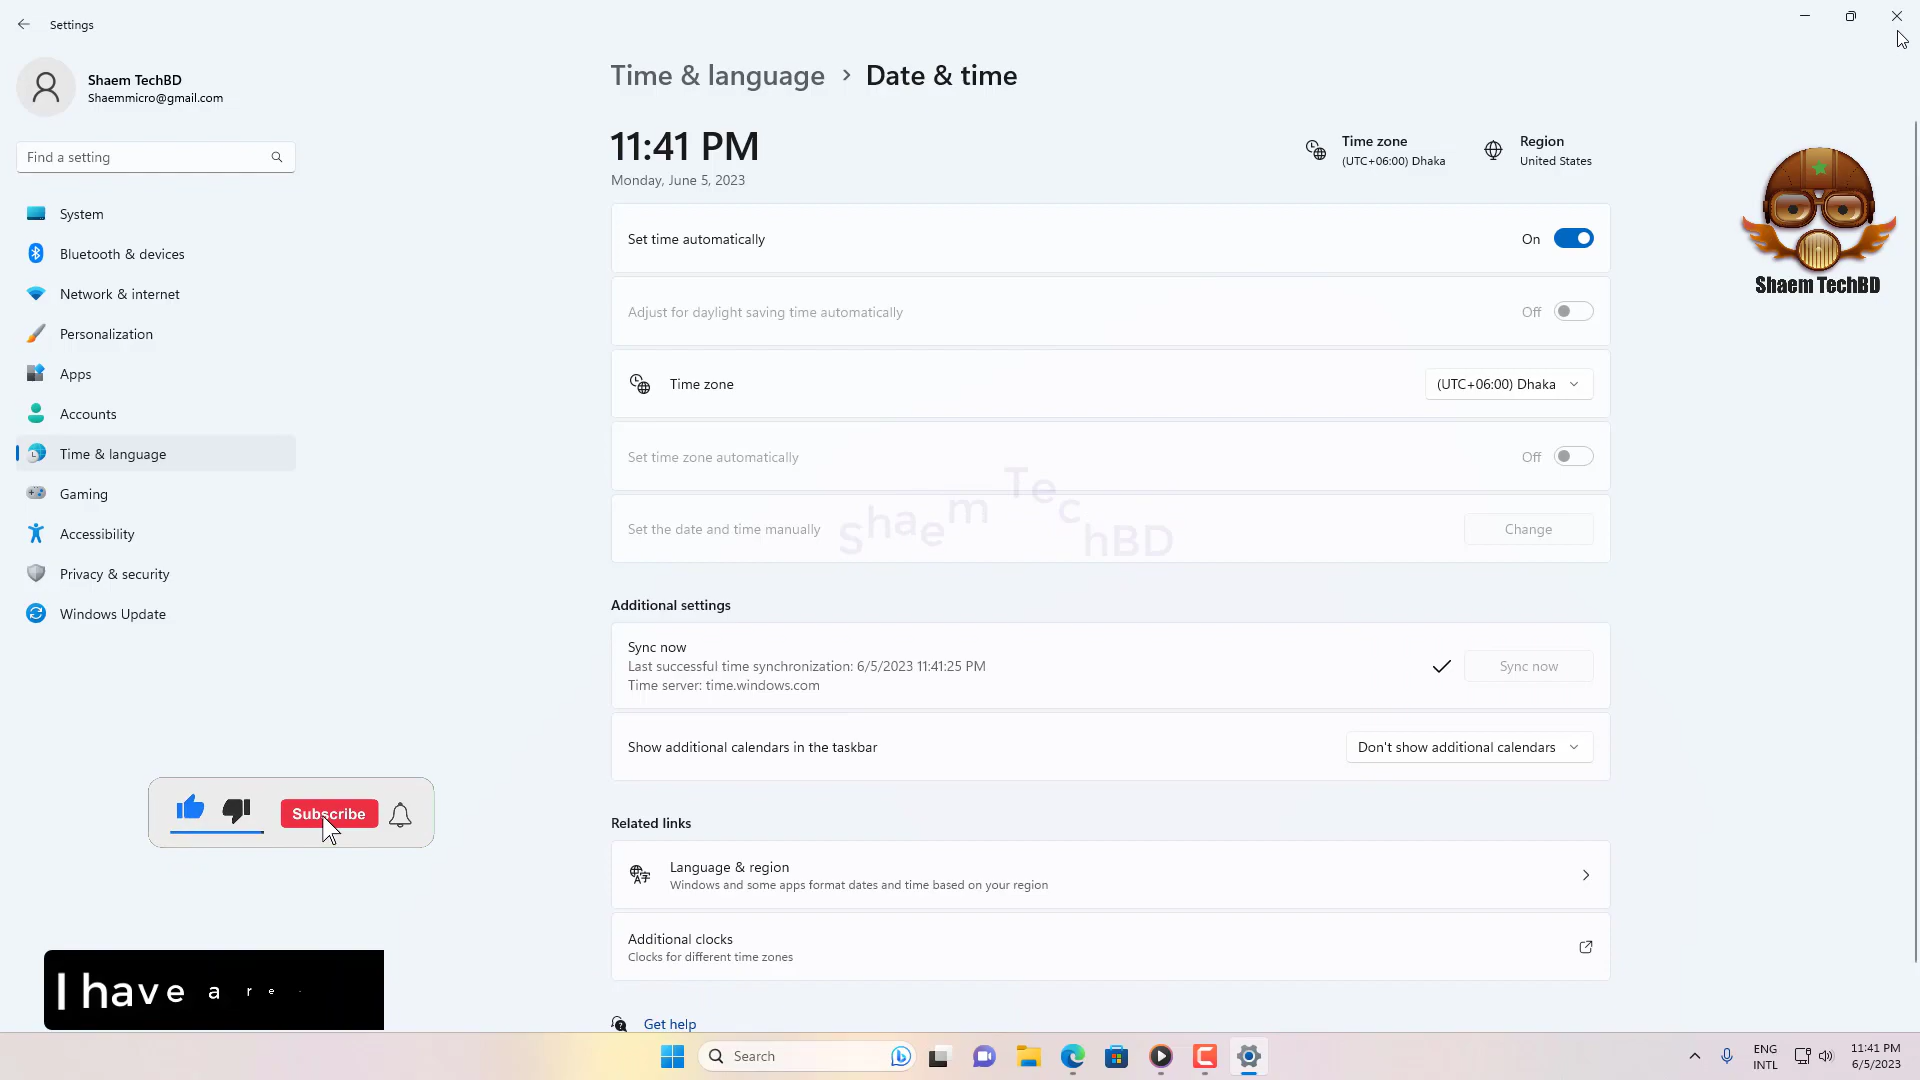 Settings
Shaem TechBD
Shaemmicro@gmail.com
Find a setting
System
Bluetooth & devices
Network & internet
Personalization
Apps
Accounts
Time & language
Gaming
Accessibility
Privacy & security
Windows Update
Time & language > Date & time
11:41 PM
Monday, June 5, 2023
Time zone
(UTC+06:00) Dhaka
Region
United States
Shaem TechBD
Set time automatically
On
Adjust for daylight saving time automatically
Off
Time zone
(UTC+06:00) Dhaka
Set time zone automatically
Off
Shaem TechBD
Set the date and time manually
Change
Additional settings
Sync now
Last successful time synchronization: 6/5/2023 11:41:25 PM
Time server: time.windows.com
Sync now
Show additional calendars in the taskbar
Don't show additional calendars
Related links
Language & region
Windows and some apps format dates and time based on your region
Additional clocks
Clocks for different time zones
Get help
Subscribe
I have a re
Search
ENG
INTL
11:41 PM
6/5/2023